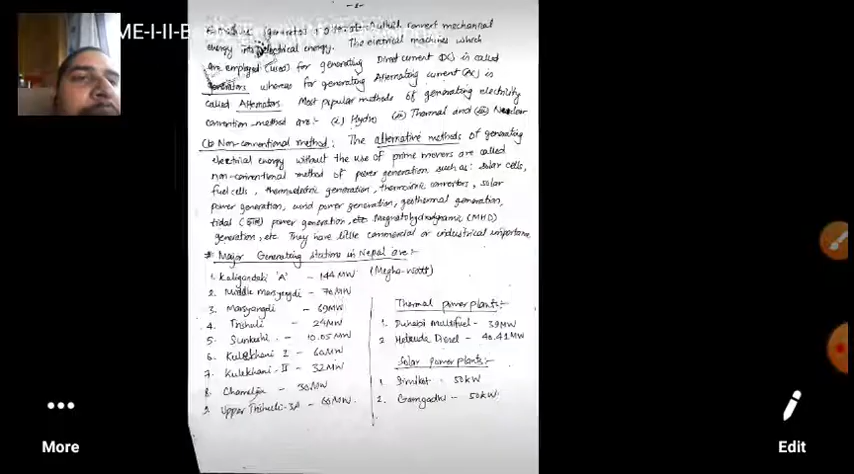 - 2 -
ME-I-II-E
generator which convert mechanical
energy into electrical energy. The electrical machines which
are employed (used) for generating Direct current (DC) is called
Generators whereas for generating Alternating current (AC) is
called Alternators. Most popular methods of generating electricity
convention method are:- (i) Hydro (ii) Thermal and (iii) Nuclear
(b) Non-conventional method: The alternative methods of generating
electrical energy without the use of prime movers are called
non-conventional method of power generation such as: solar cells,
fuel cells, thermoelectric generation, thermionic convertors, solar
power generation, wind power generation, geothermal generation,
tidal power generation, etc magnetohydrodynamic (MHD)
generation, etc. They have little commercial or industrial importance
* Major Generating stations in Nepal are:-
1. Kaligandaki 'A' - 144 MW (Megha-watt)
2. Middle marsyangdi - 70 MW
3. Marsyangdi - 69MW
4. Trishuli - 24 MW
5. Sunkoshi - 10.05 MW
6. Kulekhani I - 60 MW
7. Kulekhani - II - 32 MW
8. Chameliya - 30 MW
9. Upper Trishuli-3A - 60 MW.
Thermal power plants:-
1. Duhabi Multifuel - 39 MW
2 Hetauda Diesel - 40.41 MW
Solar power plants:-
1. Simikot - 50 KW
2. Gamgadhi - 50 KW.
More
Edit